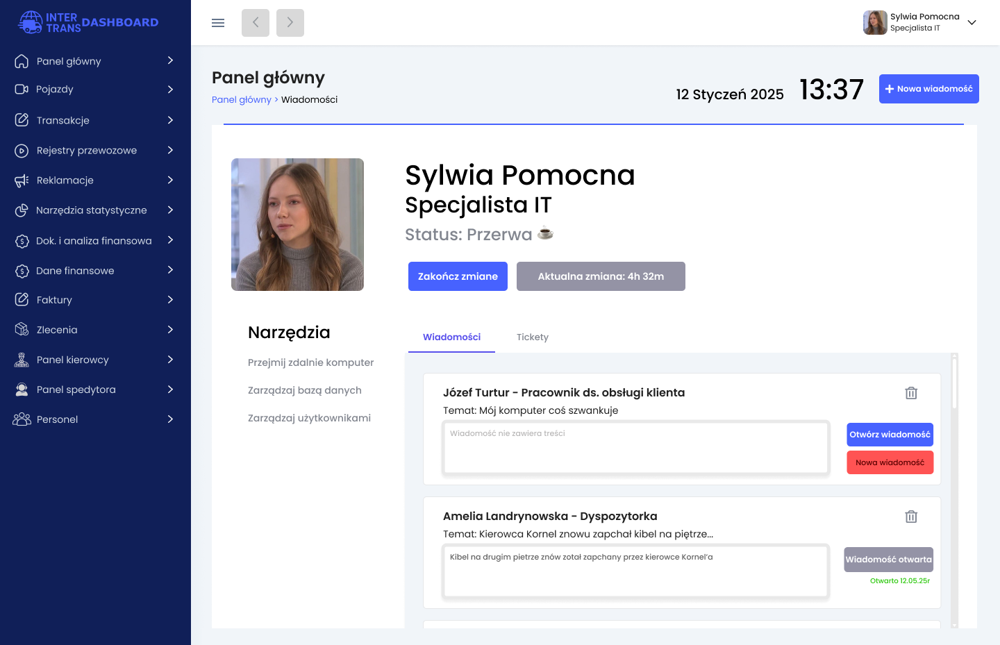 INTER
TRANS DASHBOARD
Panel główny
Pojazdy
Transakcje
Rejestry przewozowe
Reklamacje
Narzędzia statystyczne
Dok. i analiza finansowa
Dane finansowe
Faktury
Zlecenia
Panel kierowcy
Panel spedytora
Personel
Sylwia Pomocna
Specjalista IT
Panel główny
Panel główny > Wiadomości
12 Styczeń 2025
13:37
Nowa wiadomość
Sylwia Pomocna
Specjalista IT
Status: Przerwa ☕
Zakończ zmiane
Aktualna zmiana: 4h 32m
Narzędzia
Przejmij zdalnie komputer
Zarządzaj bazą danych
Zarządzaj użytkownikami
Wiadomości
Tickety
Józef Turtur - Pracownik ds. obsługi klienta
Temat: Mój komputer coś szwankuje
Wiadomość nie zawiera treści
Otwórz wiadomość
Nowa wiadomość
Amelia Landrynowska - Dyspozytorka
Temat: Kierowca Kornel znowu zapchał kibel na piętrze...
Kibel na drugim pietrze znów zotał zapchany przez kierowce Kornel'a
Wiadomość otwarta
Otwarto 12.05.25r